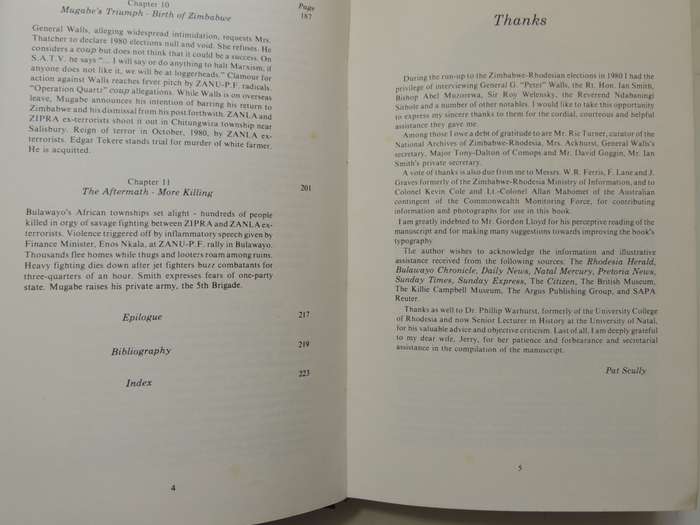 Chapter 10
Page
Mugabe's Triumph - Birth of Zimbabwe
187
General Walls, alleging widespread intimidation, requests Mrs.
Thatcher to declare 1980 elections null and void. She refuses. He
considers a coup but does not think that it could be a success. On
S.A.T.V. he says "... I will say or do anything to halt Marxism, if
anyone does not like it, we will be at loggerheads." Clamour for
action against Walls reaches fever pitch by ZANU-P.F. radicals.
"Operation Quartz" coup allegations. While Walls is on overseas
leave, Mugabe announces his intention of barring his return to
Zimbabwe and his dismissal from his post forthwith. ZANLA and
ZIPRA ex-terrorists shoot it out in Chitungwiza township near
Salisbury. Reign of terror in October, 1980, by ZANLA ex-
terrorists. Edgar Tekere stands trial for murder of white farmer.
He is acquitted.
Chapter 11
201
The Aftermath - More Killing
Bulawayo's African townships set alight - hundreds of people
killed in orgy of savage fighting between ZIPRA and ZANLA ex-
terrorists. Violence triggered off by inflammatory speech given by
Finance Minister, Enos Nkala, at ZANU-P.F. rally in Bulawayo.
Thousands flee homes while thugs and looters roam among ruins.
Heavy fighting dies down after jet fighters buzz combatants for
three-quarters of an hour. Smith expresses fears of one-party
state. Mugabe raises his private army, the 5th Brigade.
Epilogue 217
Bibliography 219
Index 223
4
Thanks
During the run-up to the Zimbabwe-Rhodesian elections in 1980 I had the
privilege of interviewing General G. "Peter" Walls, the Rt. Hon. Ian Smith,
Bishop Abel Muzorewa, Sir Roy Welensky, the Reverend Ndabaningi
Sithole and a number of other notables. I would like to take this opportunity
to express my sincere thanks to them for the cordial, courteous and helpful
assistance they gave me.
Among those I owe a debt of gratitude to are Mr. Ric Turner, curator of the
National Archives of Zimbabwe-Rhodesia, Mrs. Ackhurst, General Walls's
secretary, Major Tony-Dalton of Comops and Mr. David Goggin, Mr. Ian
Smith's private secretary.
A vote of thanks is also due from me to Messrs. W.R. Ferris, F. Lane and J.
Graves formerly of the Zimbabwe-Rhodesia Ministry of Information, and to
Colonel Kevin Cole and Lt.-Colonel Allan Mahomet of the Australian
contingent of the Commonwealth Monitoring Force, for contributing
information and photographs for use in this book.
I am greatly indebted to Mr. Gordon Lloyd for his perceptive reading of the
manuscript and for making many suggestions towards improving the book's
typography.
The author wishes to acknowledge the information and illustrative
assistance received from the following sources. The Rhodesia Herald,
Bulawayo Chronicle, Daily News, Natal Mercury, Pretoria News,
Sunday Times, Sunday Express, The Citizen, The British Museum,
The Killie Campbell Museum, The Argus Publishing Group, and SAPA
Reuter.
Thanks as well to Dr. Phillip Warhurst, formerly of the University College
of Rhodesia and now Senior Lecturer in History at the University of Natal,
for his valuable advice and objective criticism. Last of all, I am deeply grateful
to my dear wife, Jerry, for her patience and forbearance and secretarial
assistance in the compilation of the manuscript.
Pat Scully
5